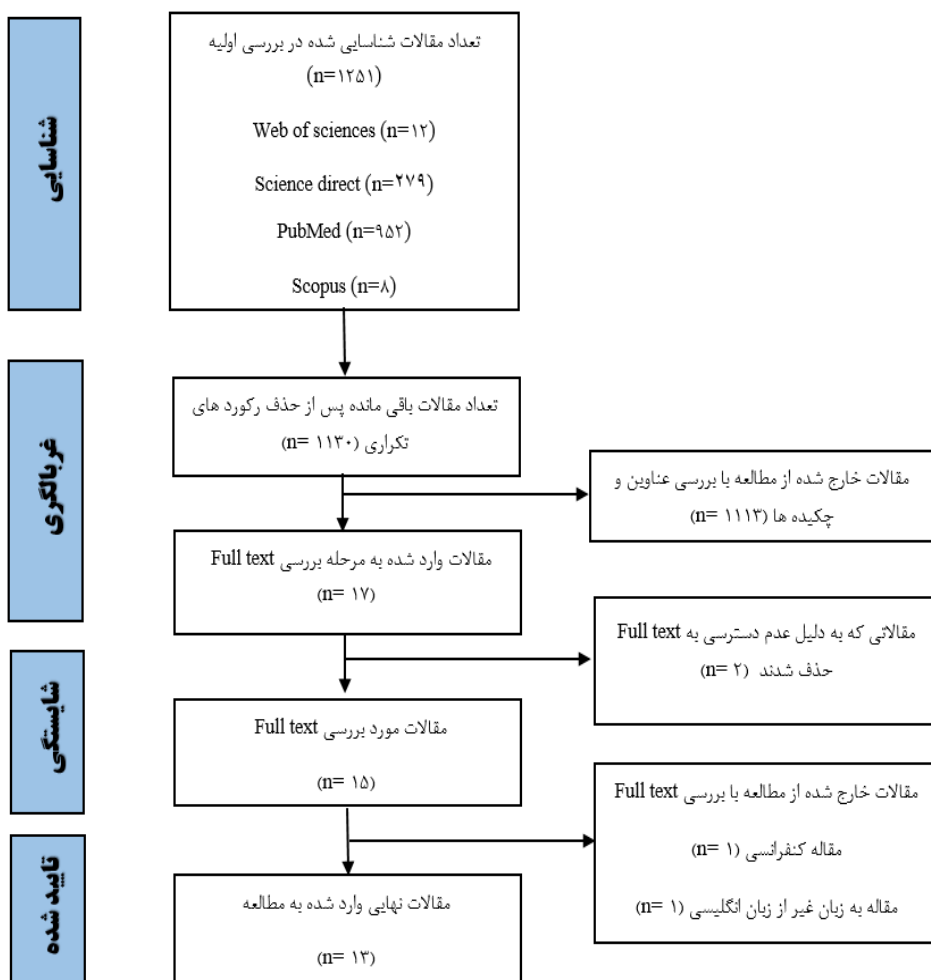 شناسایی
تعداد مقالات شناسایی شده در بررسی اولیه
(n=۱۲۵۱)
Web of sciences (n=۱۲)
Science direct (n=۲۷۹)
PubMed (n=۹۵۲)
Scopus (n=۸)
غربالگری
تعداد مقالات باقی مانده پس از حذف رکورد های
تکراری (n= ۱۱۳۰)
مقالات خارج شده از مطالعه با بررسی عناوین و
چکیده ها (n= ۱۱۱۳)
مقالات وارد شده به مرحله بررسی Full text
(n= ۱۷)
مقالاتی که به دلیل عدم دسترسی به Full text
حذف شدند (n= ۲)
شایستگی
مقالات مورد بررسی Full text
(n= ۱۵)
مقالات خارج شده از مطالعه با بررسی Full text
مقاله کنفرانسی (n= ۱)
مقاله به زبان غیر از زبان انگلیسی (n= ۱)
تایید شده
مقالات نهایی وارد شده به مطالعه
(n= ۱۳)